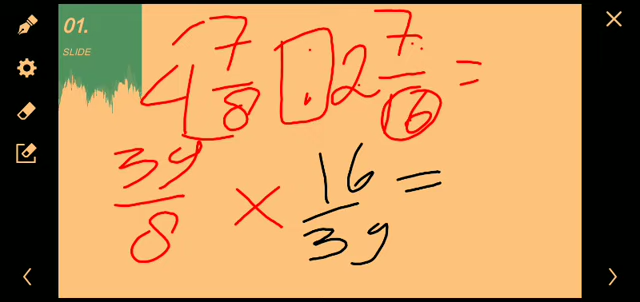 01.
SLIDE
4 7/8 : 2 7/16 =
39/8 × 16/39 =